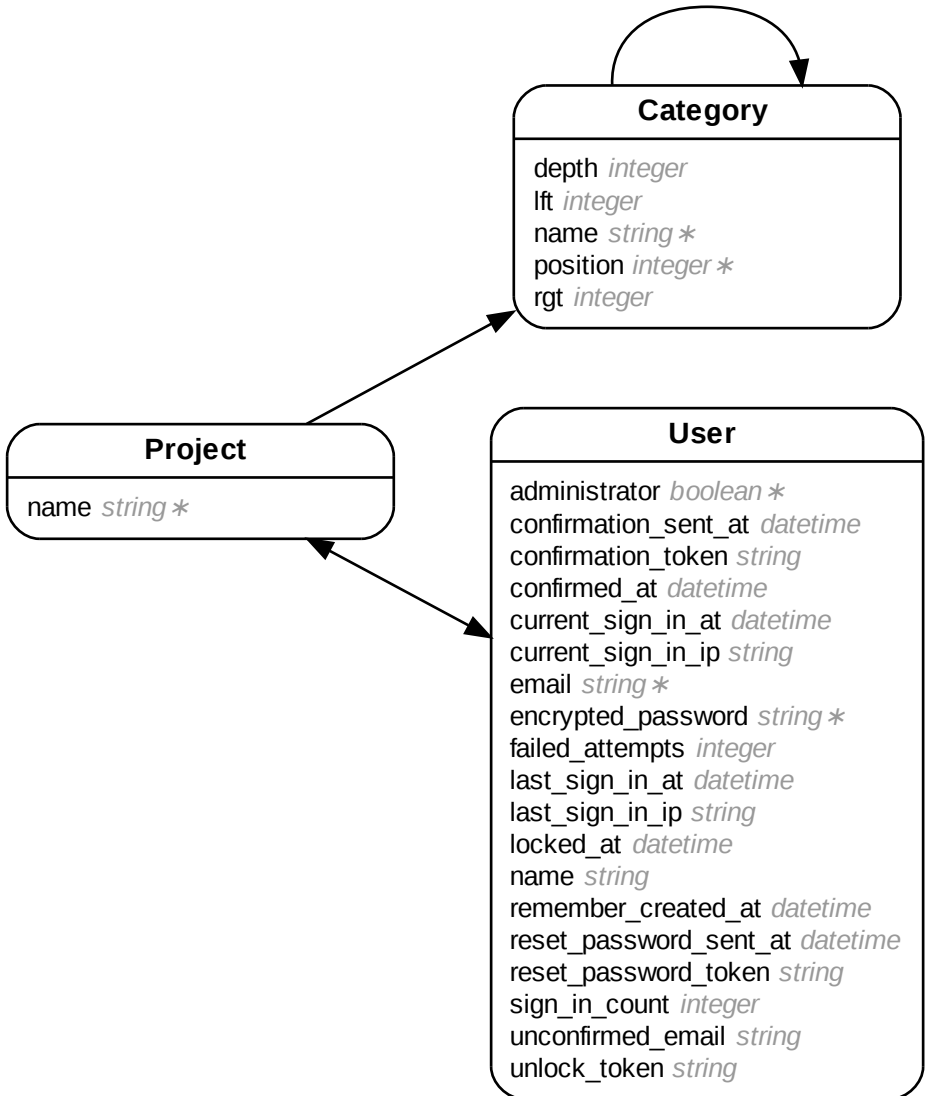 Category
depth integer
lft integer
name string ∗
position integer ∗
rgt integer
Project
name string ∗
User
administrator boolean ∗
confirmation_sent_at datetime
confirmation_token string
confirmed_at datetime
current_sign_in_at datetime
current_sign_in_ip string
email string ∗
encrypted_password string ∗
failed_attempts integer
last_sign_in_at datetime
last_sign_in_ip string
locked_at datetime
name string
remember_created_at datetime
reset_password_sent_at datetime
reset_password_token string
sign_in_count integer
unconfirmed_email string
unlock_token string